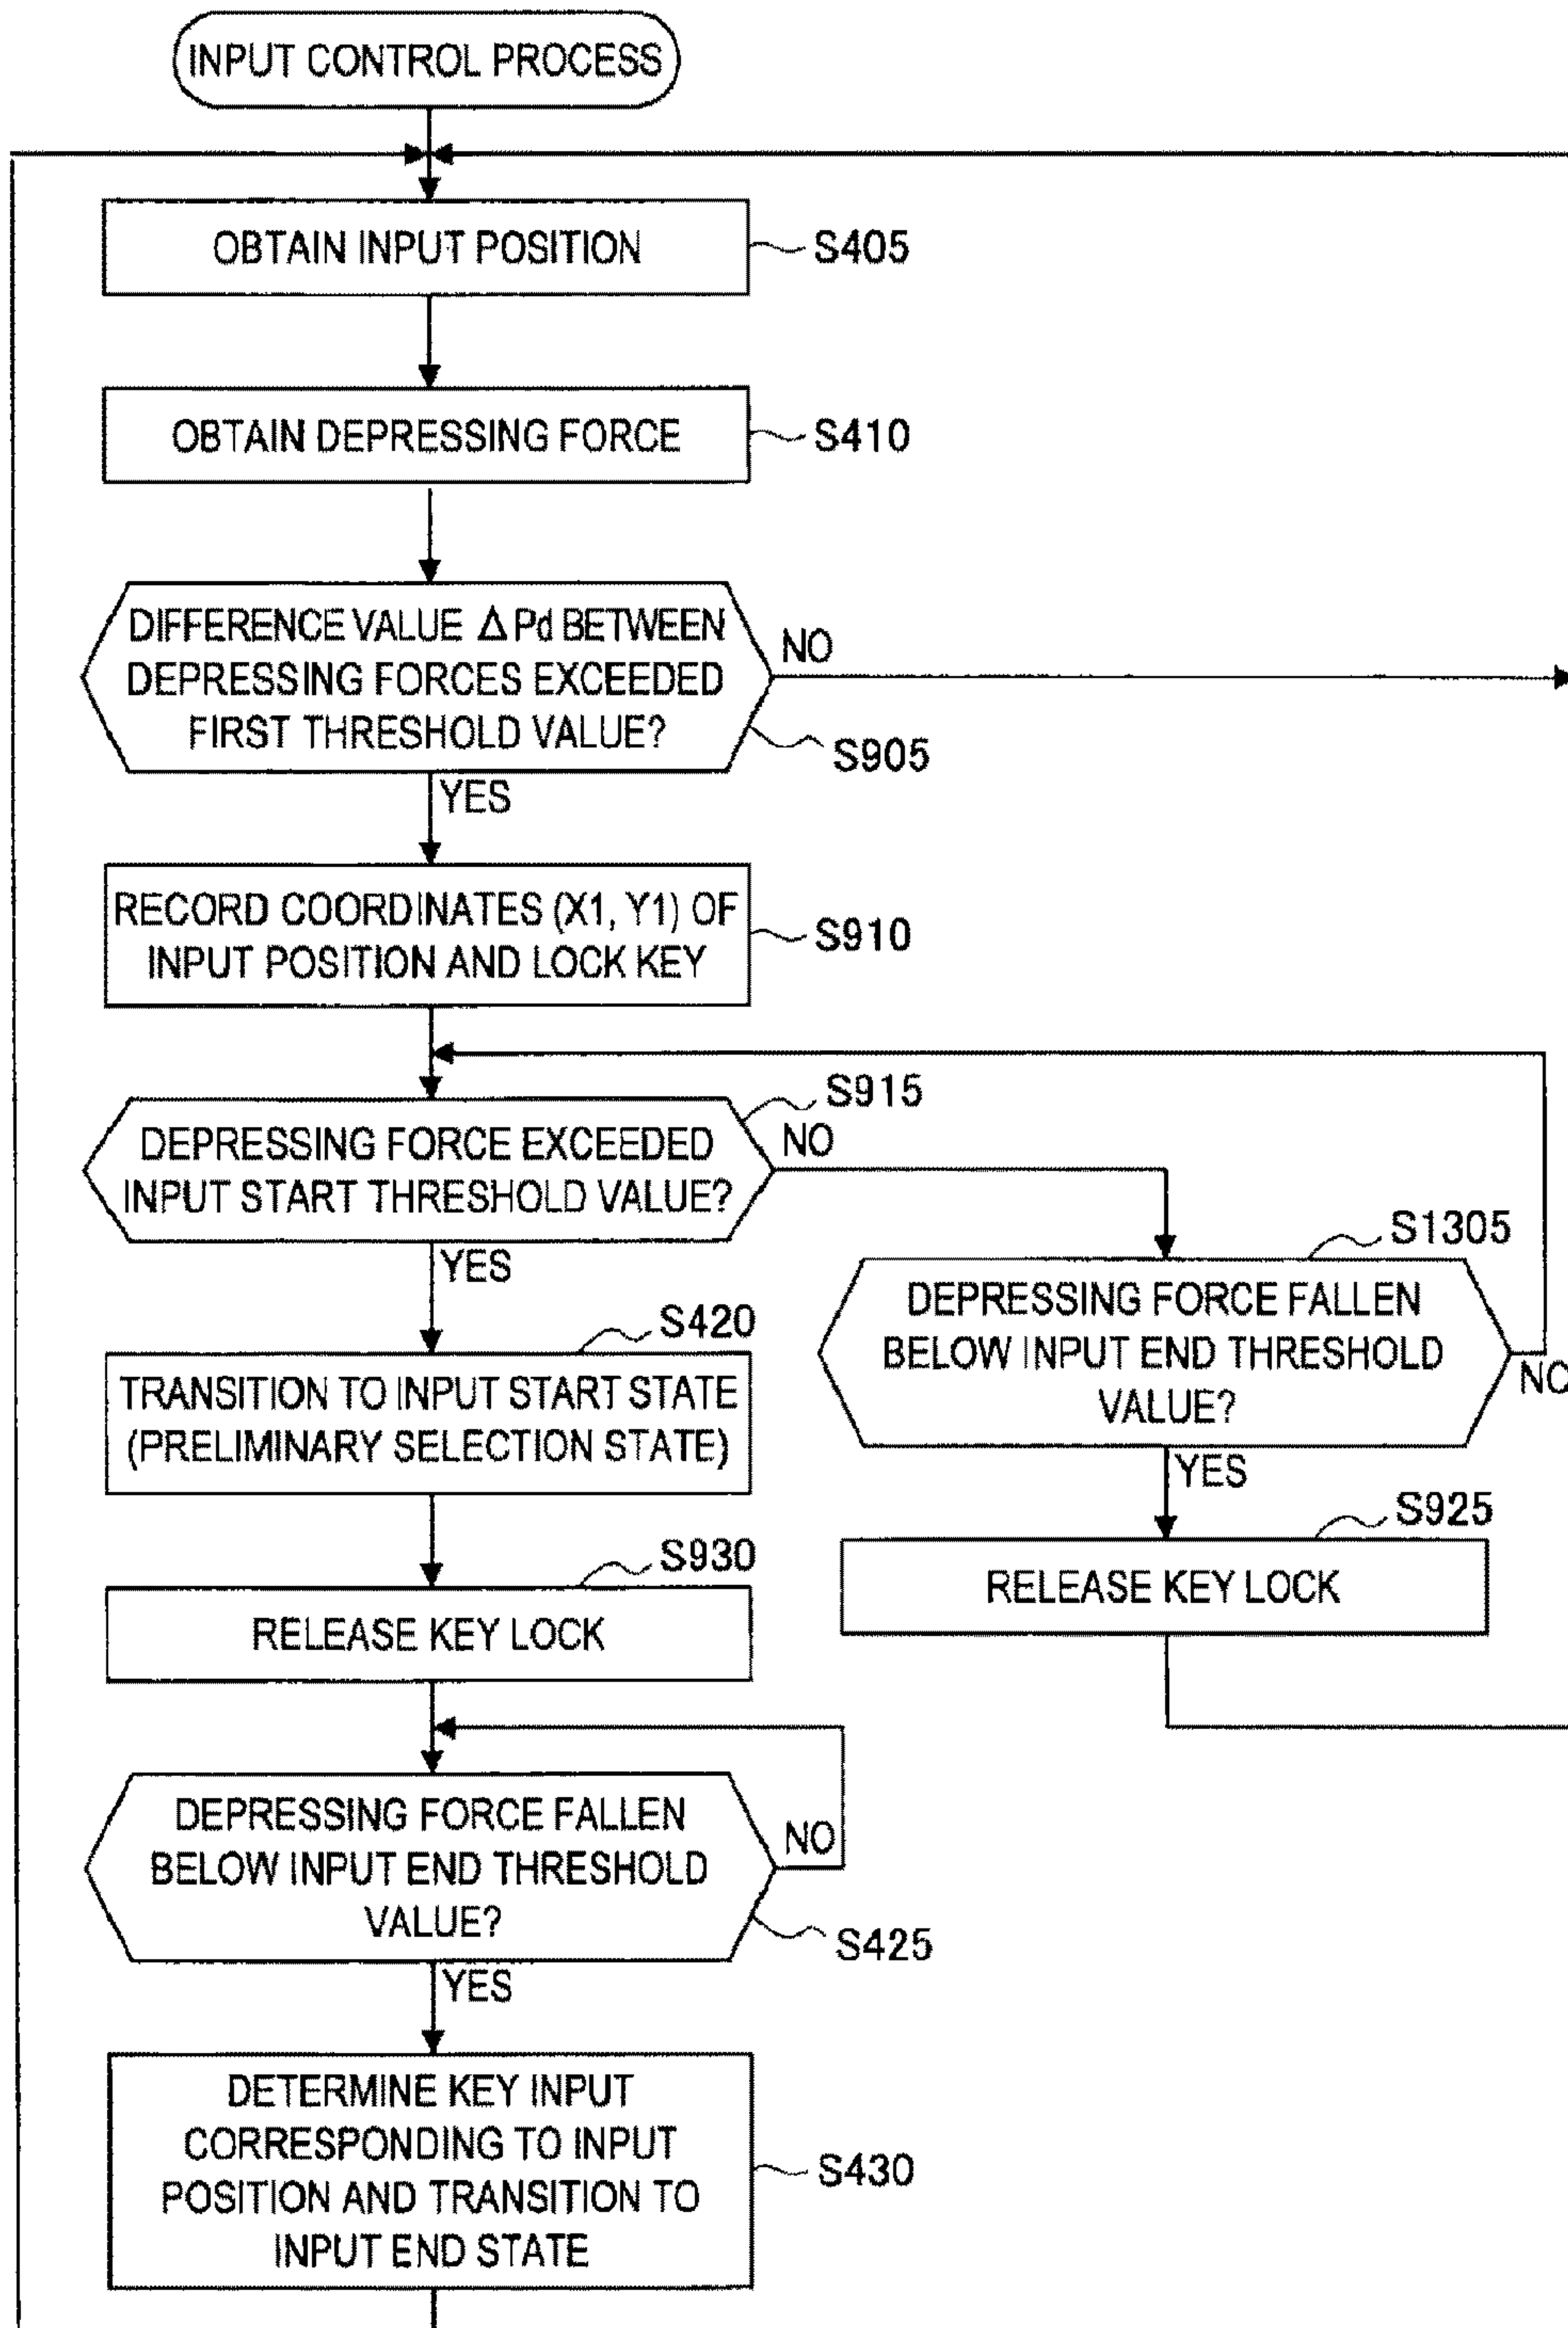 INPUT CONTROL PROCESS
OBTAIN INPUT POSITION
S405
OBTAIN DEPRESSING FORCE
S410
DIFFERENCE VALUE Δ Pd BETWEEN
DEPRESSING FORCES EXCEEDED
FIRST THRESHOLD VALUE?
NO
S905
YES
RECORD COORDINATES (X1, Y1) OF
INPUT POSITION AND LOCK KEY
S910
S915
DEPRESSING FORCE EXCEEDED
INPUT START THRESHOLD VALUE?
NO
YES
S1305
DEPRESSING FORCE FALLEN
BELOW INPUT END THRESHOLD
VALUE?
NO
YES
S420
TRANSITION TO INPUT START STATE
(PRELIMINARY SELECTION STATE)
S925
RELEASE KEY LOCK
S930
RELEASE KEY LOCK
DEPRESSING FORCE FALLEN
BELOW INPUT END THRESHOLD
VALUE?
NO
S425
YES
DETERMINE KEY INPUT
CORRESPONDING TO INPUT
POSITION AND TRANSITION TO
INPUT END STATE
S430